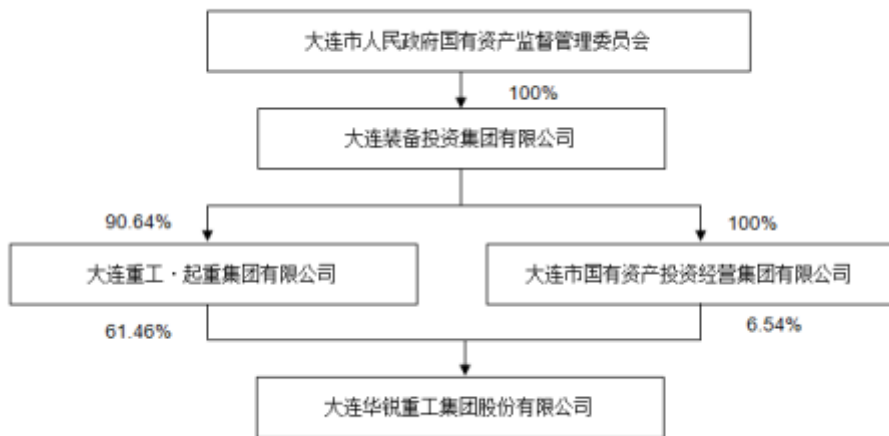 大连市人民政府国有资产监督管理委员会
100%
大连装备投资集团有限公司
90.64%
100%
大连重工·起重集团有限公司
大连市国有资产投资经营集团有限公司
61.46%
6.54%
大连华锐重工集团股份有限公司